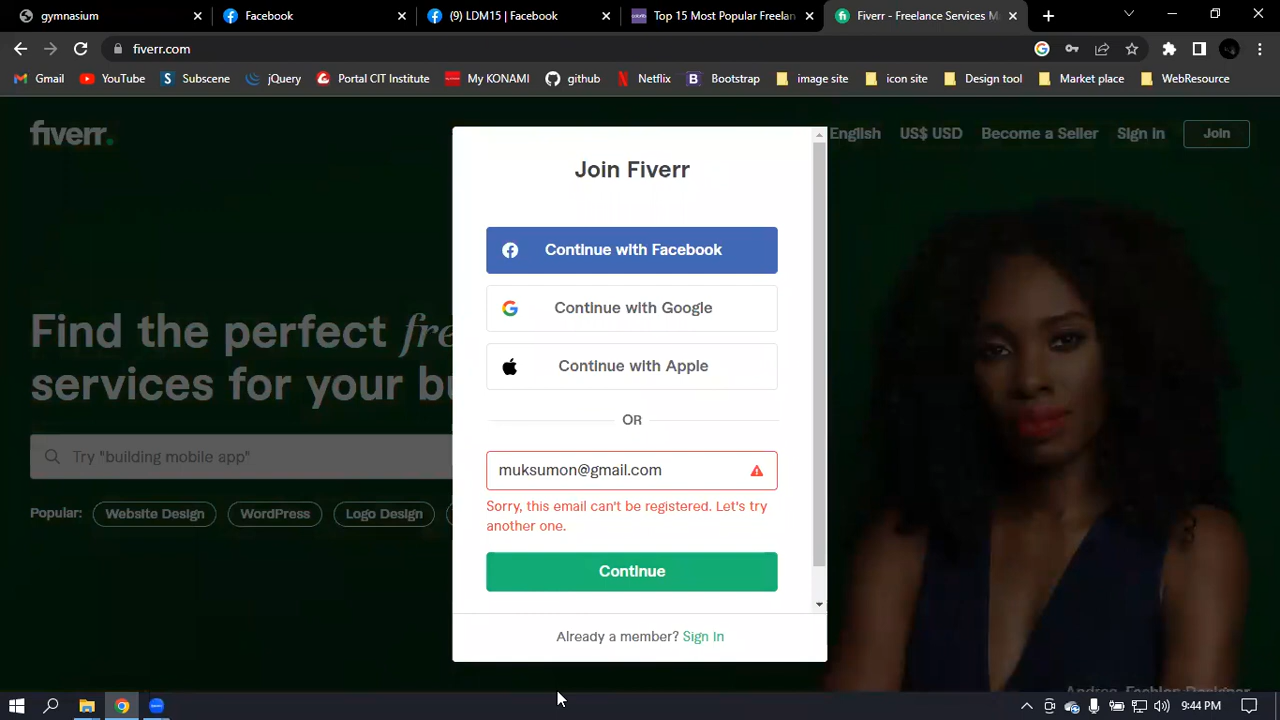 gymnasium
Facebook
(9) LDM15 | Facebook
Top 15 Most Popular Freelan
Fiverr - Freelance Services Ma
fiverr.com
Gmail
YouTube
Subscene
jQuery
Portal CIT Institute
My KONAMI
github
Netflix
Bootstrap
image site
icon site
Design tool
Market place
WebResource
fiverr.
English
US$ USD
Become a Seller
Sign in
Join
Join Fiverr
Continue with Facebook
Continue with Google
Continue with Apple
OR
muksumon@gmail.com
Sorry, this email can't be registered. Let's try
another one.
Continue
Already a member? Sign In
Find the perfect fre
services for your bu
Try "building mobile app"
Popular:
Website Design
WordPress
Logo Design
Andrea, Fashion Designer
9:44 PM